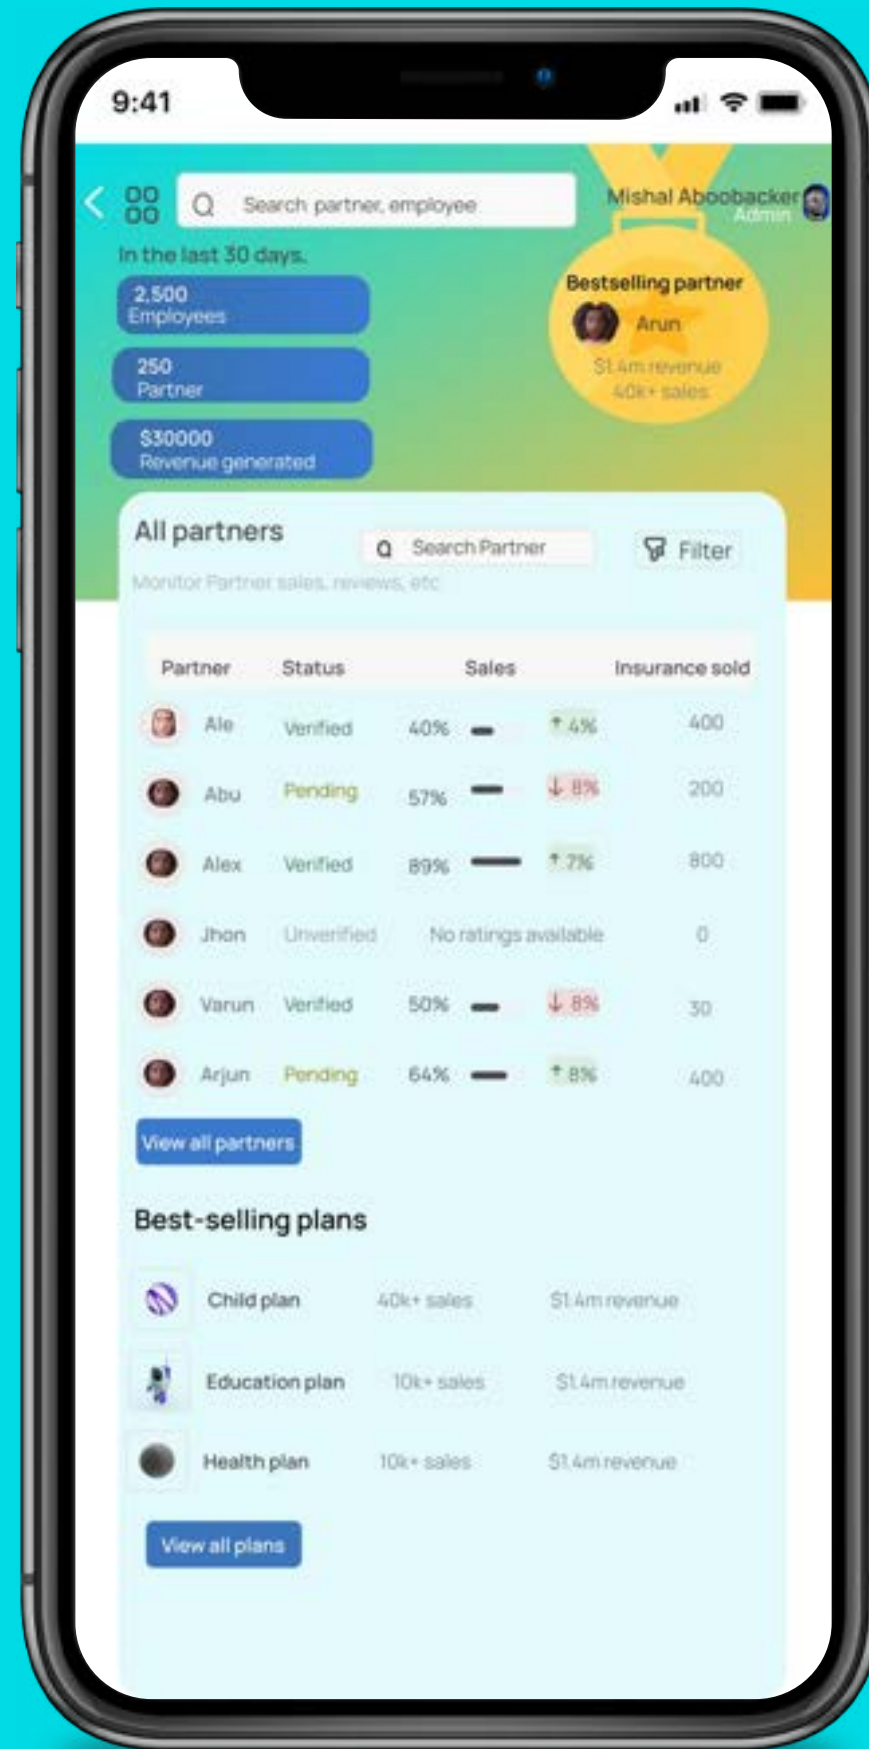 9:41
Search partner, employee
Mishal Aboobacker
Admin
In the last 30 days.
2,500
Employees
250
Partner
$30000
Revenue generated
Bestselling partner
Arun
$1.4m revenue
40k+ sales
All partners
Search Partner
Filter
Monitor Partner sales, reviews, etc
Partner Status Sales Insurance sold
Ale Verified 40% ↑ 4% 400
Abu Pending 57% ↓ 8% 200
Alex Verified 89% ↑ 7% 800
Jhon Unverified No ratings available 0
Varun Verified 50% ↓ 8% 30
Arjun Pending 64% ↑ 8% 400
View all partners
Best-selling plans
Child plan 40k+ sales $1.4m revenue
Education plan 10k+ sales $1.4m revenue
Health plan 10k+ sales $1.4m revenue
View all plans